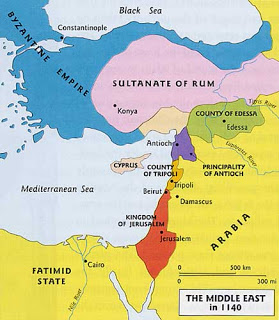 Black Sea
Constantinople
BYZANTINE EMPIRE
SULTANATE OF RUM
Konya
Tigris River
COUNTY OF EDESSA
Edessa
Antioch
Euphrates River
CYPRUS
COUNTY OF TRIPOLI
PRINCIPALITY OF ANTIOCH
Tripoli
Mediterranean Sea
Beirut
Damascus
KINGDOM OF JERUSALEM
Jerusalem
ARABIA
FATIMID STATE
Cairo
Nile River
0 500 km
0 300 mi
THE MIDDLE EAST
in 1140